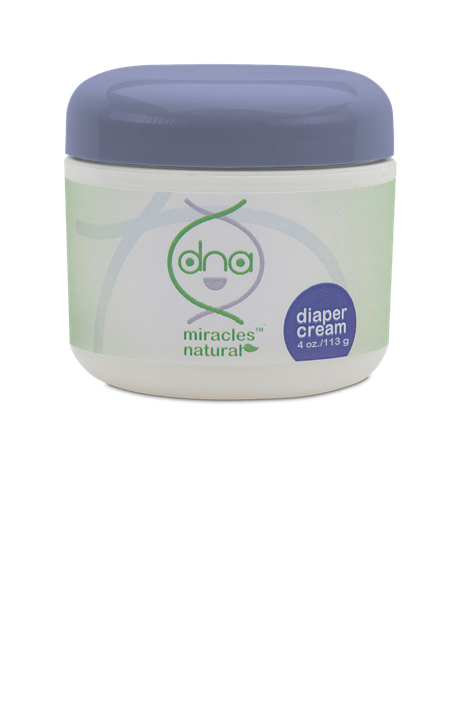 dna
miracles™
natural
diaper
cream
4 oz./113 g